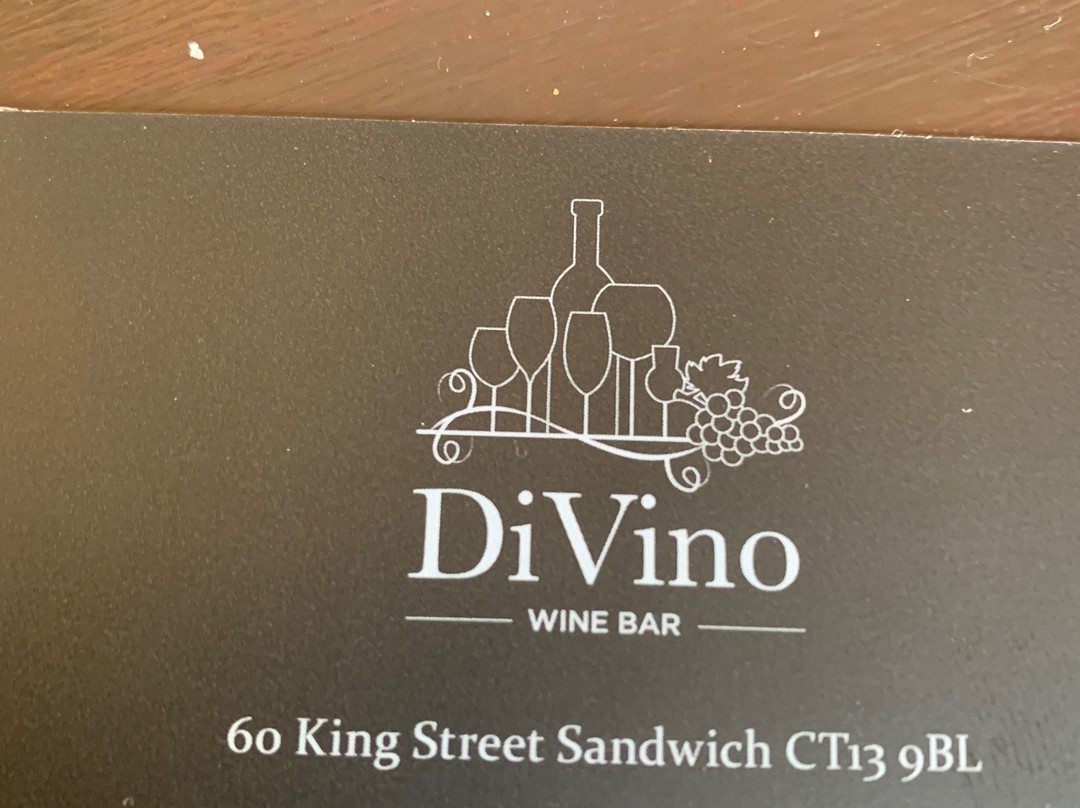 DiVino
WINE BAR
60 King Street Sandwich CT13 9BL